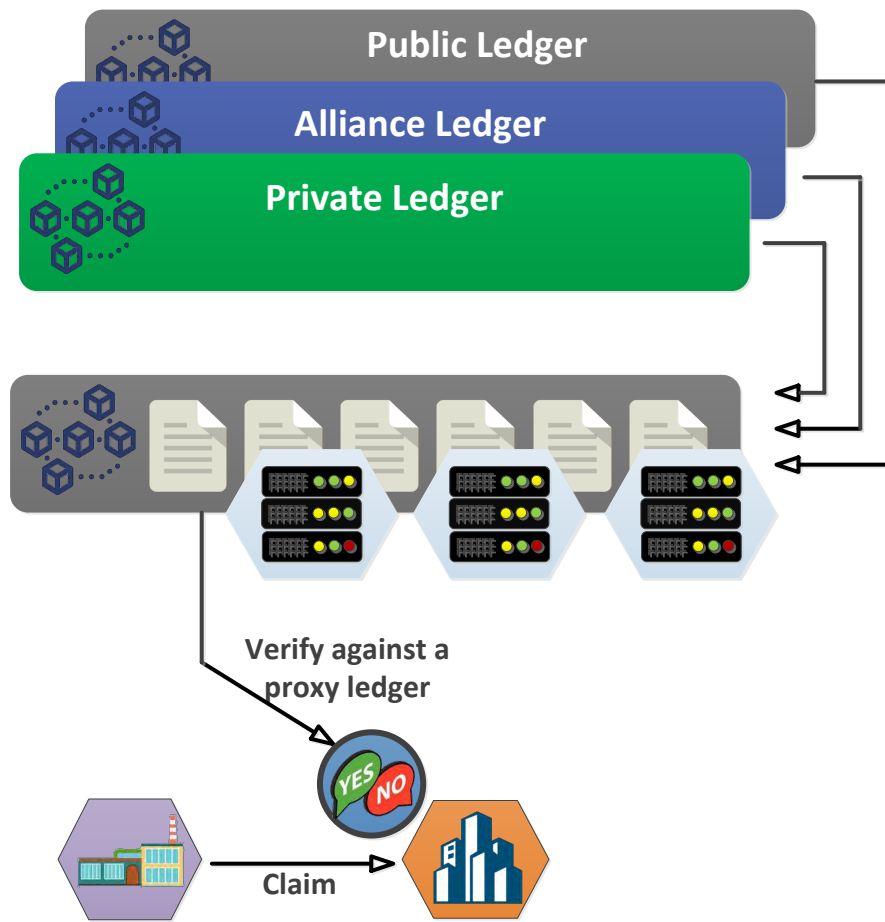 Public Ledger
Alliance Ledger
Private Ledger
Verify against a
proxy ledger
YES
NO
Claim